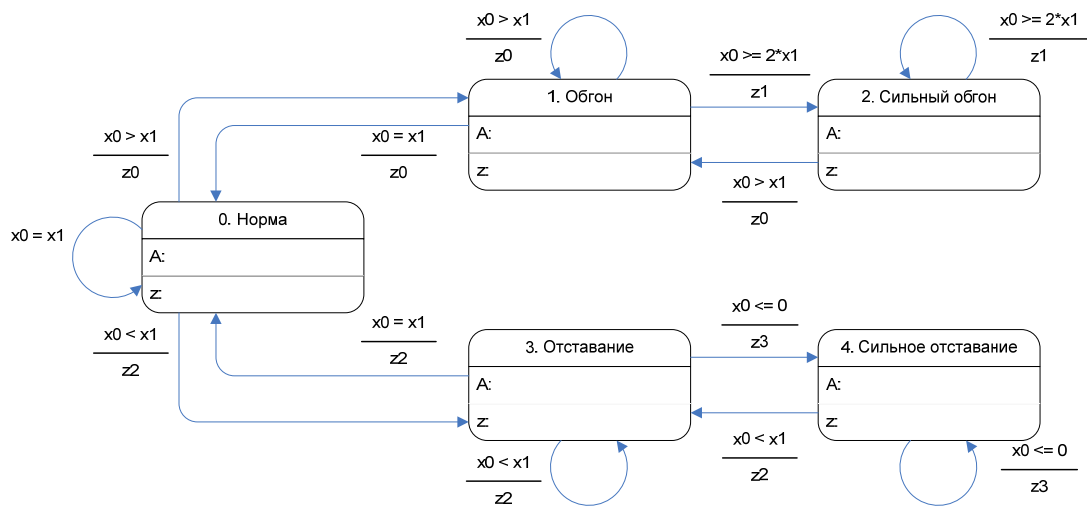 x0 > x1
z0
x0 >= 2*x1
z1
x0 >= 2*x1
z1
1. Обгон
A:
z:
2. Сильный обгон
A:
z:
x0 > x1
z0
x0 = x1
z0
x0 > x1
z0
0. Норма
A:
z:
x0 = x1
x0 < x1
z2
x0 = x1
z2
x0 <= 0
z3
3. Отставание
A:
z:
4. Сильное отставание
A:
z:
x0 < x1
z2
x0 < x1
z2
x0 <= 0
z3